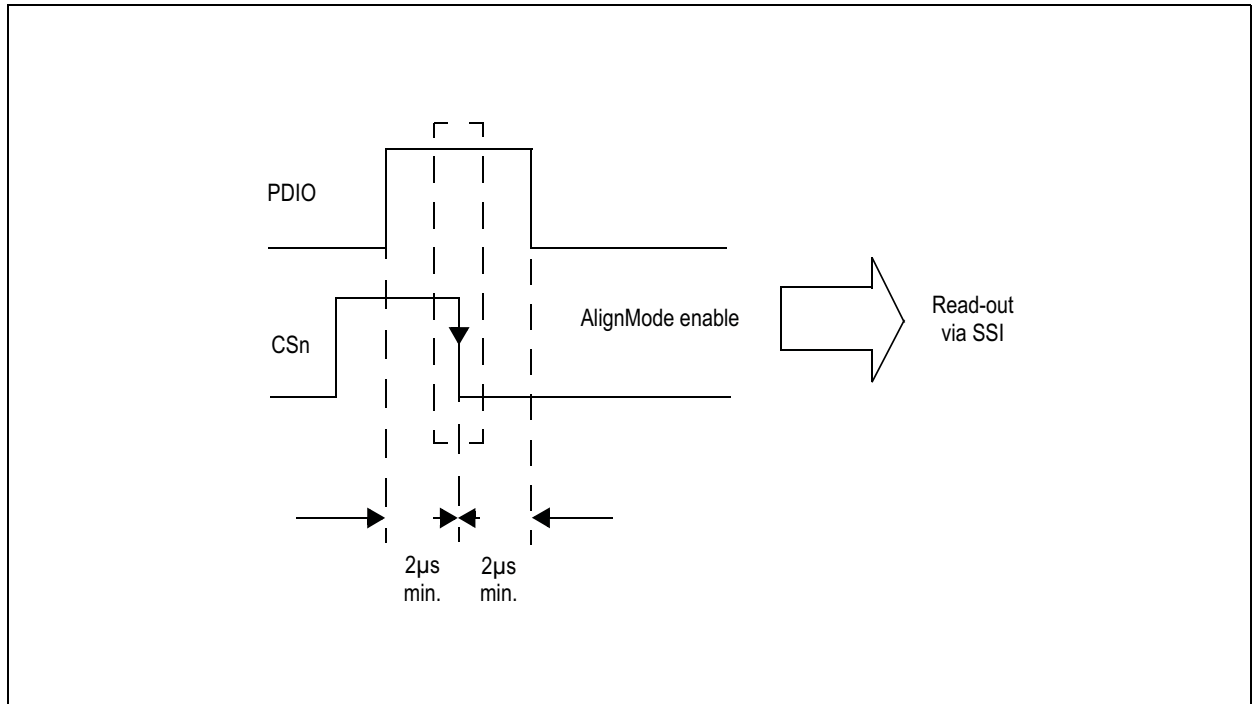 PDIO
CSn
AlignMode enable
Read-out
via SSI
2µs
min.
2µs
min.